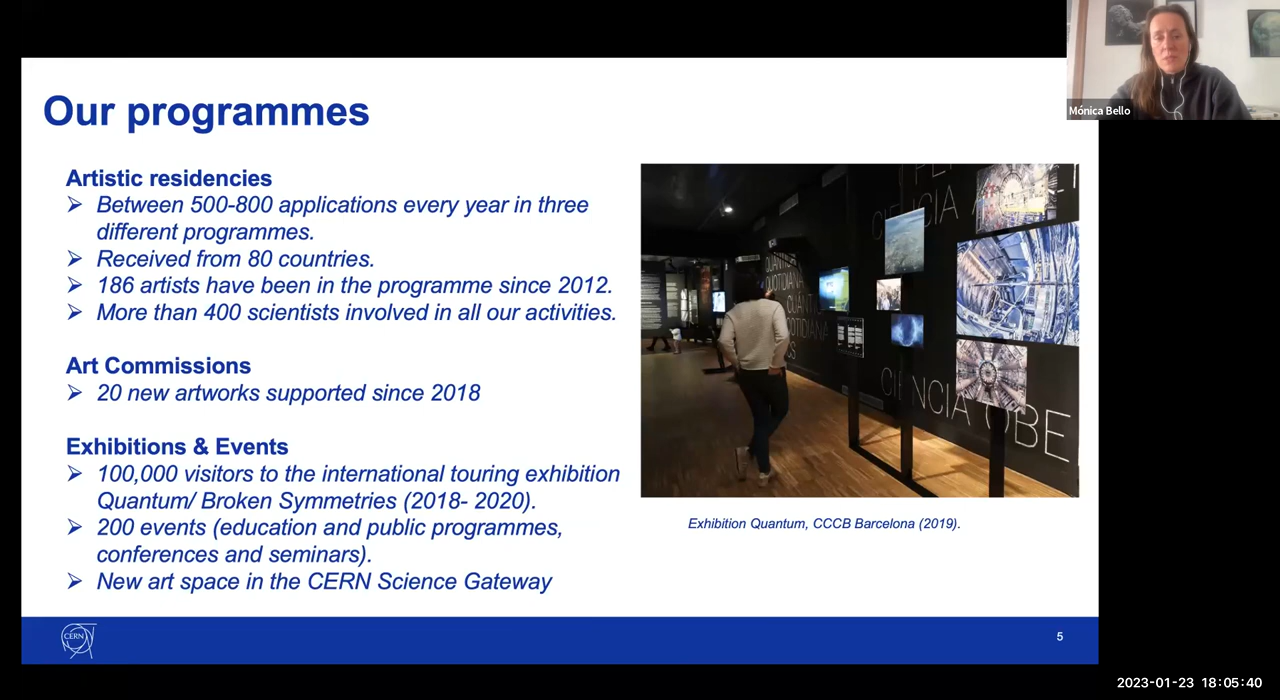 Our programmes
Artistic residencies
➢ Between 500-800 applications every year in three
different programmes.
➢ Received from 80 countries.
➢ 186 artists have been in the programme since 2012.
➢ More than 400 scientists involved in all our activities.
Art Commissions
➢ 20 new artworks supported since 2018
Exhibitions & Events
➢ 100,000 visitors to the international touring exhibition
Quantum/ Broken Symmetries (2018- 2020).
➢ 200 events (education and public programmes,
conferences and seminars).
➢ New art space in the CERN Science Gateway
Mónica Bello
CIENCIA
QUOTIDIANA
Exhibition Quantum, CCCB Barcelona (2019).
CERN
5
2023-01-23 18:05:40